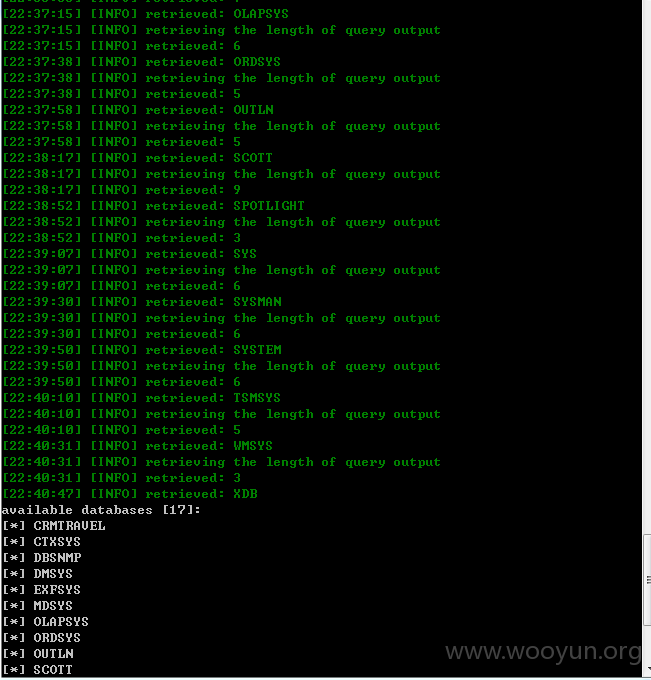 [22:37:15] [INFO] retrieved: OLAPSYS
[22:37:15] [INFO] retrieving the length of query output
[22:37:15] [INFO] retrieved: 6
[22:37:38] [INFO] retrieved: ORDSYS
[22:37:38] [INFO] retrieving the length of query output
[22:37:38] [INFO] retrieved: 5
[22:37:58] [INFO] retrieved: OUTLN
[22:37:58] [INFO] retrieving the length of query output
[22:37:58] [INFO] retrieved: 5
[22:38:17] [INFO] retrieved: SCOTT
[22:38:17] [INFO] retrieving the length of query output
[22:38:17] [INFO] retrieved: 9
[22:38:52] [INFO] retrieved: SPOTLIGHT
[22:38:52] [INFO] retrieving the length of query output
[22:38:52] [INFO] retrieved: 3
[22:39:07] [INFO] retrieved: SYS
[22:39:07] [INFO] retrieving the length of query output
[22:39:07] [INFO] retrieved: 6
[22:39:30] [INFO] retrieved: SYSMAN
[22:39:30] [INFO] retrieving the length of query output
[22:39:30] [INFO] retrieved: 6
[22:39:50] [INFO] retrieved: SYSTEM
[22:39:50] [INFO] retrieving the length of query output
[22:39:50] [INFO] retrieved: 6
[22:40:10] [INFO] retrieved: TSMSYS
[22:40:10] [INFO] retrieving the length of query output
[22:40:10] [INFO] retrieved: 5
[22:40:31] [INFO] retrieved: WMSYS
[22:40:31] [INFO] retrieving the length of query output
[22:40:31] [INFO] retrieved: 3
[22:40:47] [INFO] retrieved: XDB
available databases [17]:
[*] CRMTRAVEL
[*] CTXSYS
[*] DBSNMP
[*] DMSYS
[*] EXFSYS
[*] MDSYS
[*] OLAPSYS
[*] ORDSYS
[*] OUTLN
[*] SCOTT
www.wooyun.org